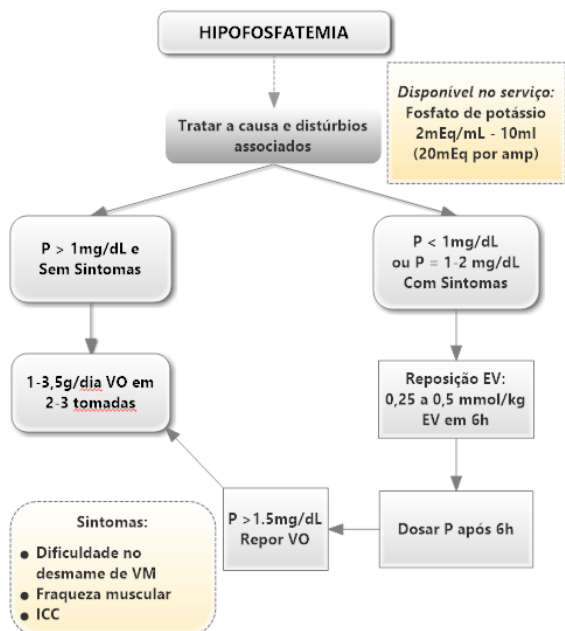 HIPOFOSFATEMIA
Disponível no serviço:
Fosfato de potássio
2mEq/mL - 10ml
(20mEq por amp)
Tratar a causa e distúrbios
associados
P > 1mg/dL e
Sem Sintomas
P < 1mg/dL
ou P = 1-2 mg/dL
Com Sintomas
1-3,5g/dia VO em
2-3 tomadas
Reposição EV:
0,25 a 0,5 mmol/kg
EV em 6h
P >1.5mg/dL
Repor VO
Dosar P após 6h
Sintomas:
● Dificuldade no
desmame de VM
● Fraqueza muscular
● ICC